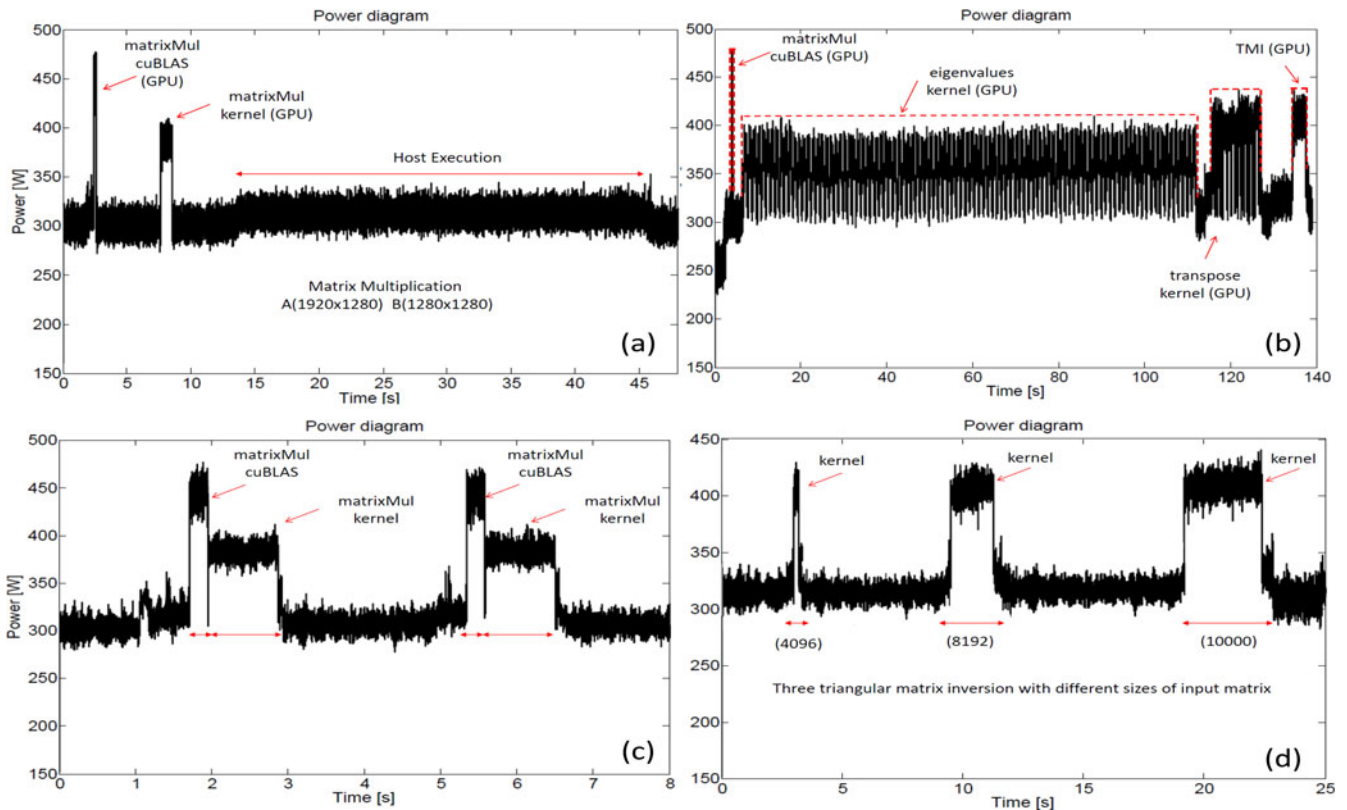 Power diagram
500
450
400
350
300
250
200
150
Power [W]
matrixMul
cuBLAS
(GPU)
matrixMul
kernel (GPU)
Host Execution
Matrix Multiplication
A(1920x1280) B(1280x1280)
(a)
0 5 10 15 20 25 30 35 40 45
Time [s]
Power diagram
500
450
400
350
300
250
200
150
matrixMul
cuBLAS (GPU)
eigenvalues
kernel (GPU)
TMI (GPU)
transpose
kernel (GPU)
(b)
0 20 40 60 80 100 120 140
Time [s]
Power diagram
500
450
400
350
300
250
200
150
Power [W]
matrixMul
cuBLAS
matrixMul
kernel
matrixMul
cuBLAS
matrixMul
kernel
(c)
0 1 2 3 4 5 6 7 8
Time [s]
Power diagram
450
400
350
300
250
200
150
kernel
kernel
kernel
(4096)
(8192)
(10000)
Three triangular matrix inversion with different sizes of input matrix
(d)
0 5 10 15 20 25
Time [s]